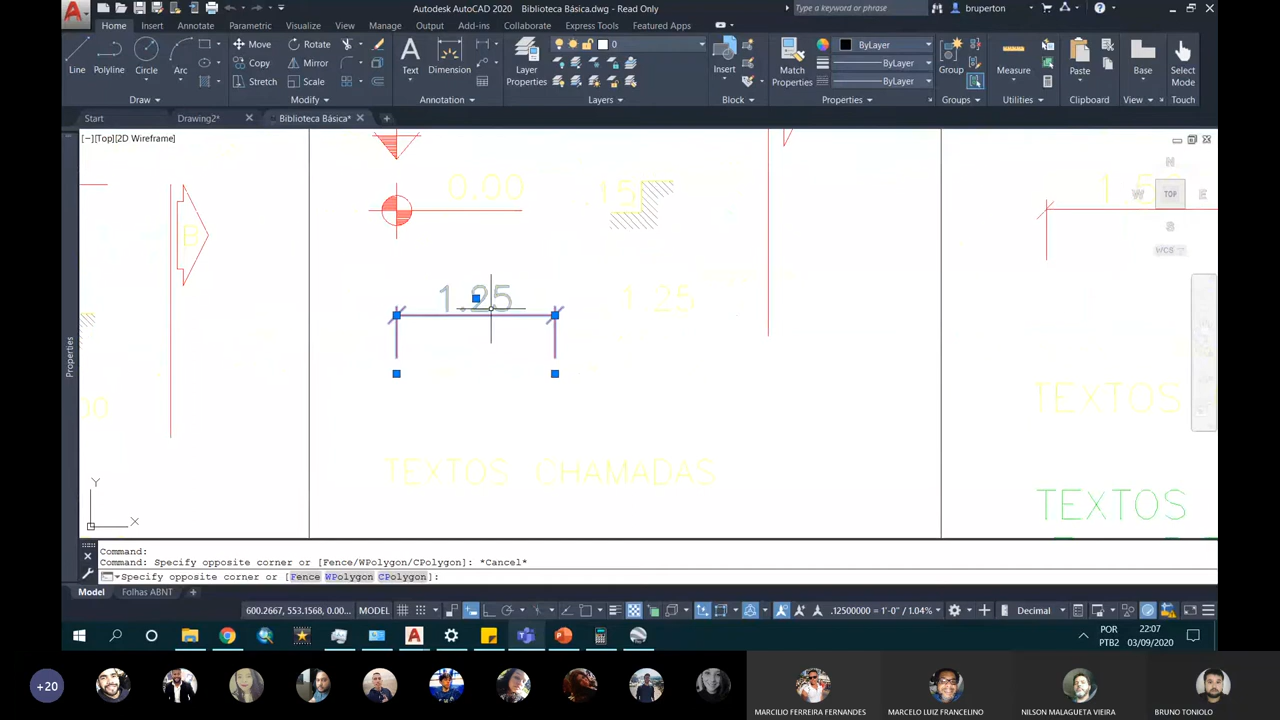 Autodesk AutoCAD 2020 Biblioteca Básica.dwg - Read Only
Type a keyword or phrase
bruperton
Home Insert Annotate Parametric Visualize View Manage Output Add-ins Collaborate Express Tools Featured Apps
Line Polyline Circle Arc
Move Rotate
Copy Mirror
Stretch Scale
Text Dimension
Layer Properties
0
Insert
Match Properties
ByLayer
ByLayer
ByLayer
Group
Measure
Paste
Base
Select Mode
Draw Modify Annotation Layers Block Properties Groups Utilities Clipboard View Touch
Start Drawing2* Biblioteca Básica*
[−][Top][2D Wireframe]
Properties
0.00
.15
B
1.25
1.25
00
N
W TOP E
S
WCS
TEXTOS CHAMADAS
TEXTOS
TEXTOS
Y
X
Command:
Command: Specify opposite corner or [Fence/WPolygon/CPolygon]: *Cancel*
Specify opposite corner or [Fence WPolygon CPolygon]:
Model Folhas ABNT
600.2667, 553.1568, 0.00... MODEL .12500000 = 1'-0" / 1.04% Decimal
POR
PTB2
22:07
03/09/2020
+20
MARCILIO FERREIRA FERNANDES
MARCELO LUIZ FRANCELINO
NILSON MALAGUETA VIEIRA
BRUNO TONIOLO